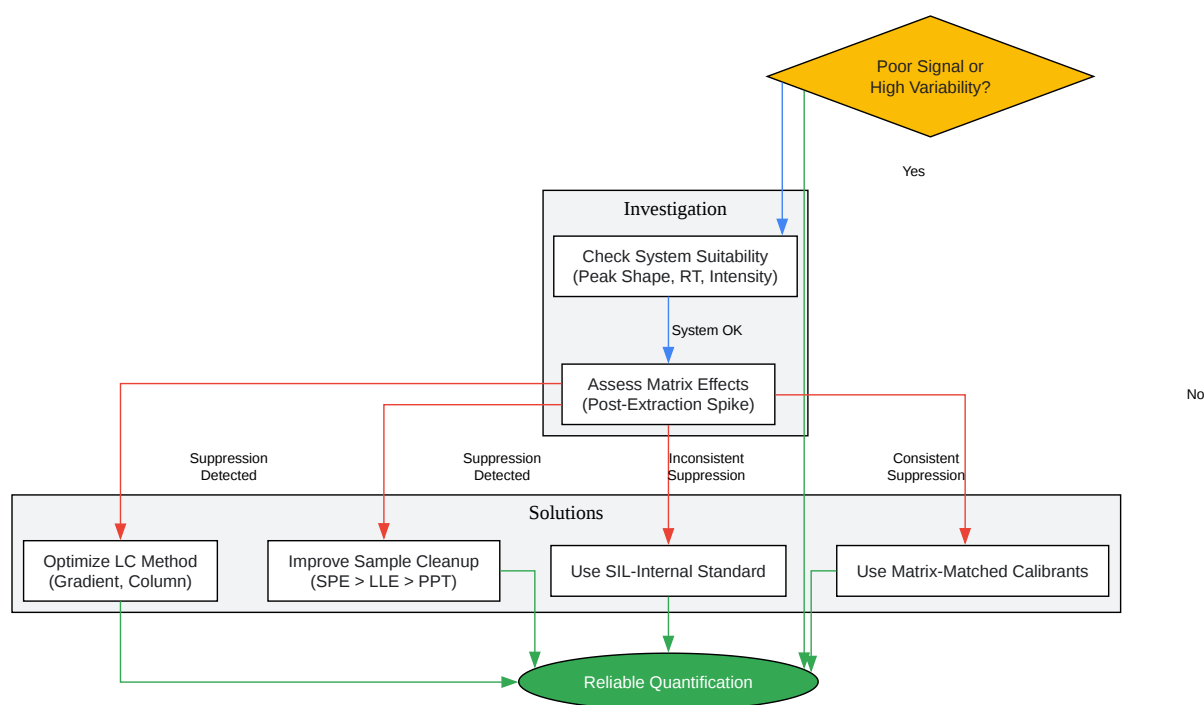 Poor Signal or
High Variability?
Yes
Investigation
Check System Suitability
(Peak Shape, RT, Intensity)
System OK
Assess Matrix Effects
(Post-Extraction Spike)
No
Suppression
Detected
Suppression
Detected
Inconsistent
Suppression
Consistent
Suppression
Solutions
Optimize LC Method
(Gradient, Column)
Improve Sample Cleanup
(SPE > LLE > PPT)
Use SIL-Internal Standard
Use Matrix-Matched Calibrants
Reliable Quantification